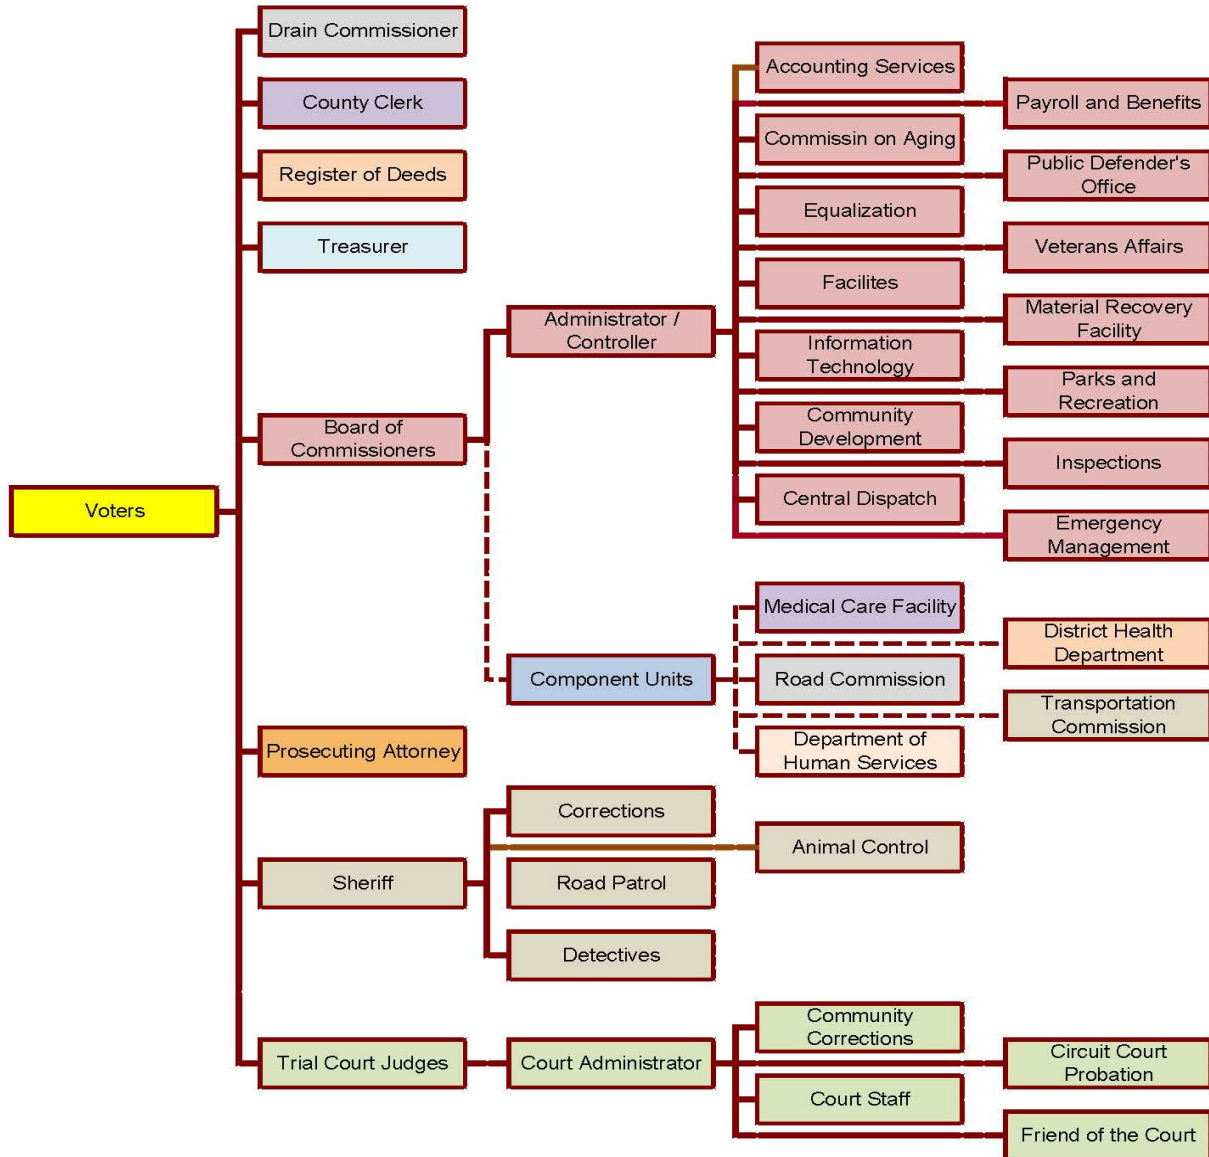 Drain Commissioner
County Clerk
Register of Deeds
Treasurer
Board of
Commissioners
Voters
Prosecuting Attorney
Sheriff
Trial Court Judges
Administrator /
Controller
Component Units
Corrections
Road Patrol
Detectives
Court Administrator
Accounting Services
Commissin on Aging
Equalization
Facilites
Information
Technology
Community
Development
Central Dispatch
Medical Care Facility
Road Commission
Department of
Human Services
Animal Control
Community
Corrections
Court Staff
Payroll and Benefits
Public Defender's
Office
Veterans Affairs
Material Recovery
Facility
Parks and
Recreation
Inspections
Emergency
Management
District Health
Department
Transportation
Commission
Circuit Court
Probation
Friend of the Court